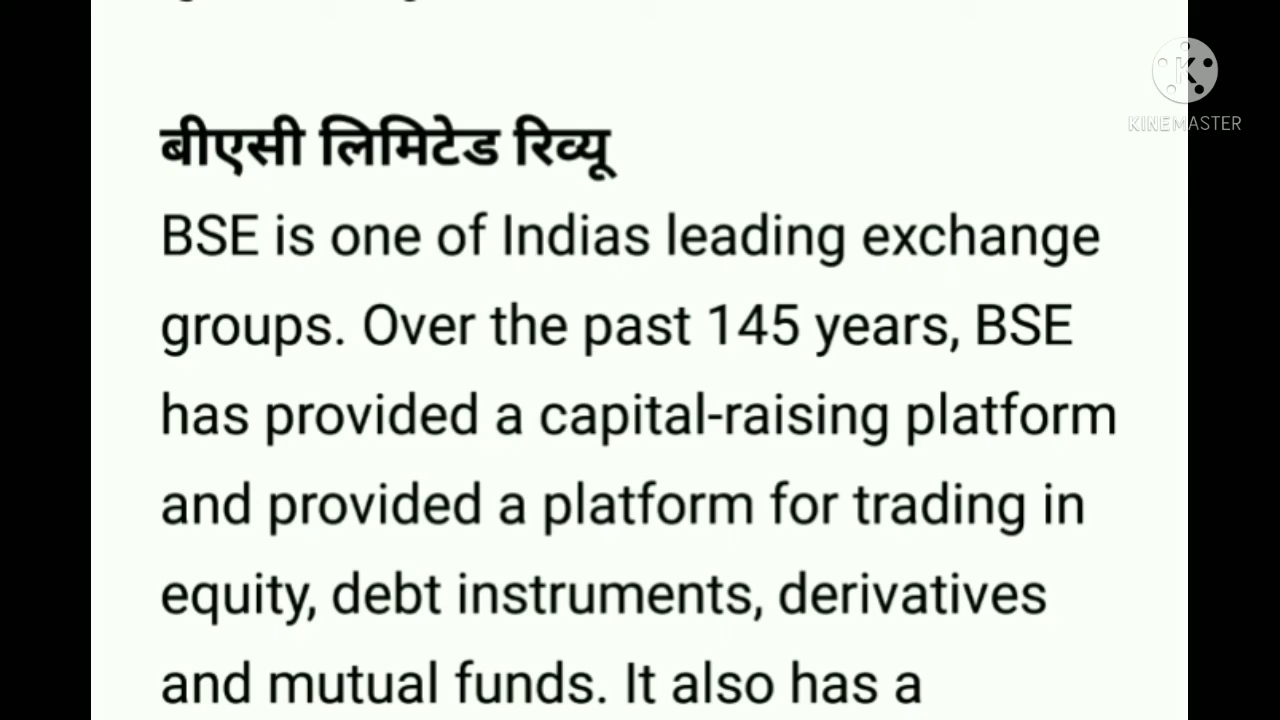 बीएसी लिमिटेड रिव्यू
BSE is one of Indias leading exchange
groups. Over the past 145 years, BSE
has provided a capital-raising platform
and provided a platform for trading in
equity, debt instruments, derivatives
and mutual funds. It also has a
K
KINEMASTER